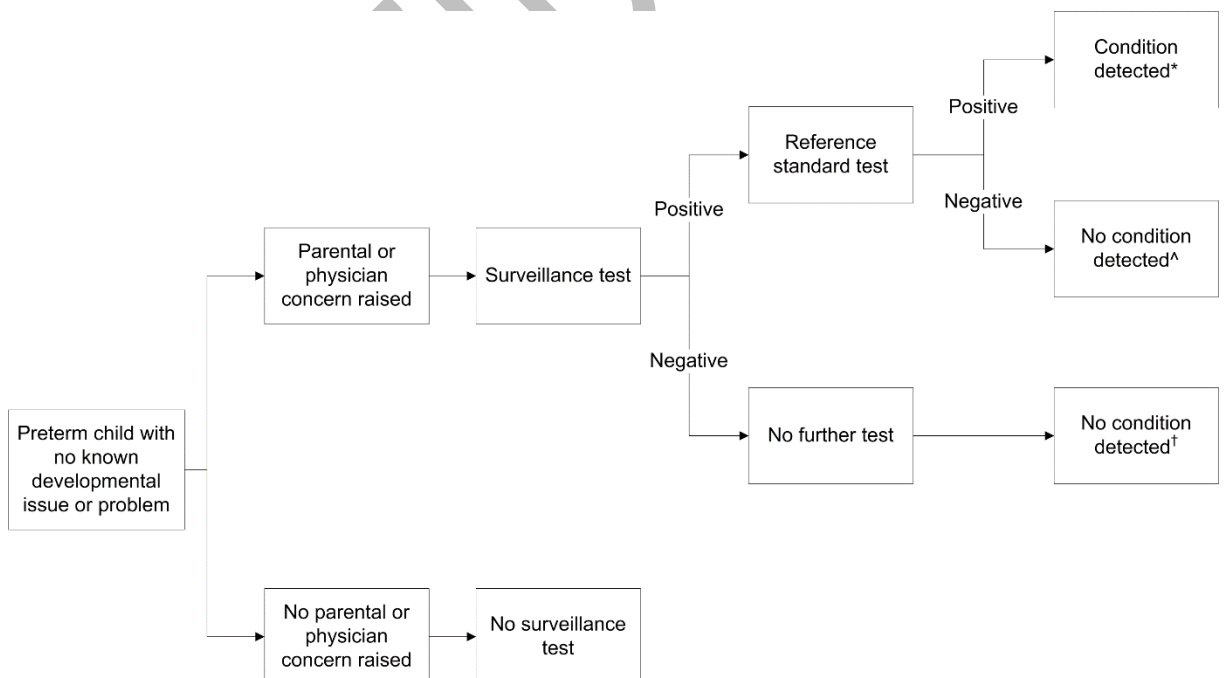 Condition
detected*
Positive
Reference
standard test
Negative
Positive
No condition
detected^
Parental or
physician
concern raised
Surveillance test
Negative
No further test
No condition
detected†
Preterm child with
no known
developmental
issue or problem
No parental or
physician
concern raised
No surveillance
test